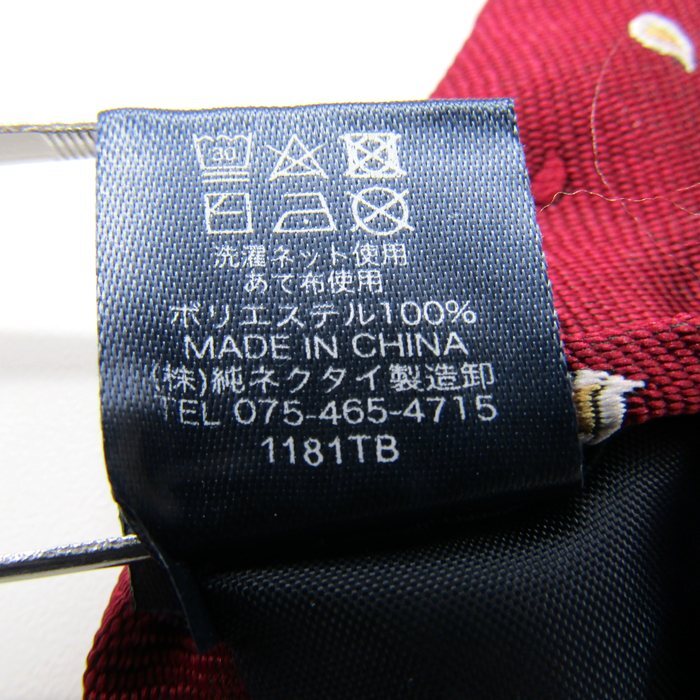 30
洗濯ネット使用
あて布使用
ポリエステル100%
MADE IN CHINA
(株)純ネクタイ製造卸
TEL 075-465-4715
1181TB